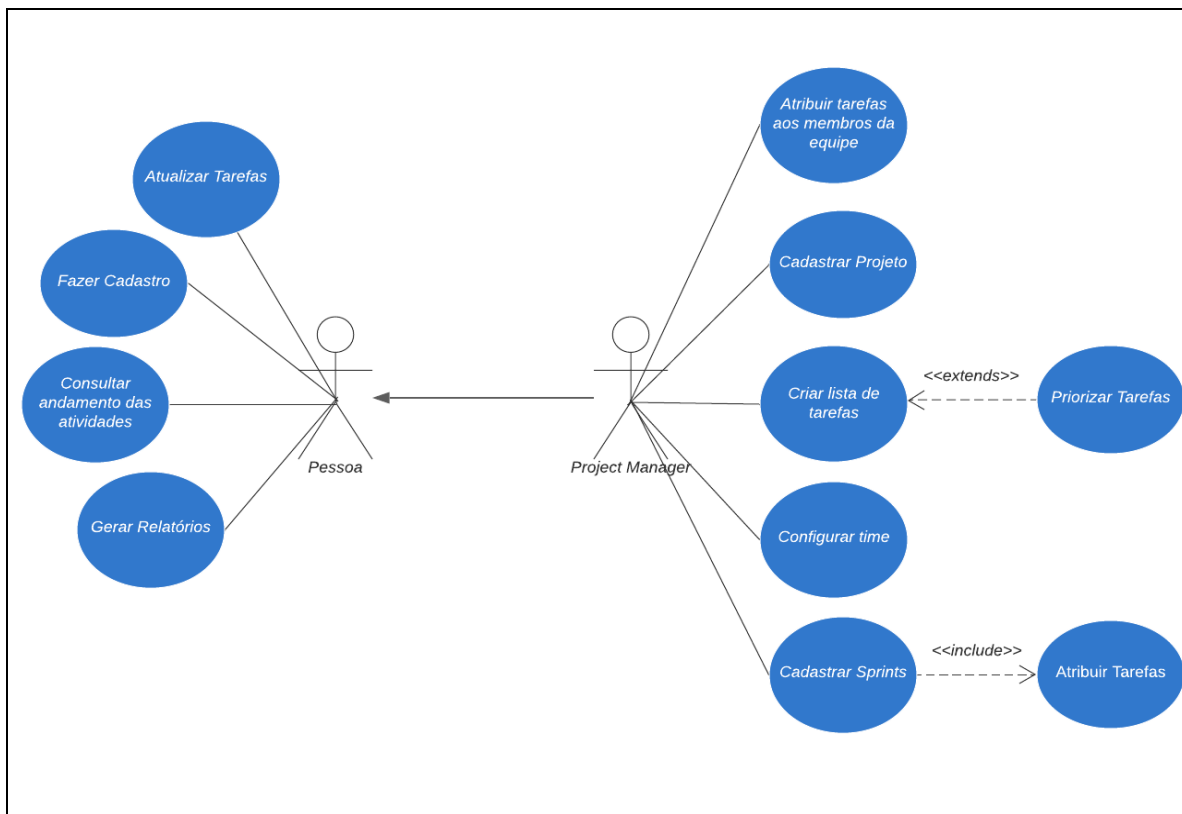 Atribuir tarefas
aos membros da
equipe
Atualizar Tarefas
Cadastrar Projeto
Fazer Cadastro
Consultar
andamento das
atividades
<<extends>>
Criar lista de
tarefas
Priorizar Tarefas
Pessoa
Project Manager
Gerar Relatórios
Configurar time
<<include>>
Cadastrar Sprints
Atribuir Tarefas